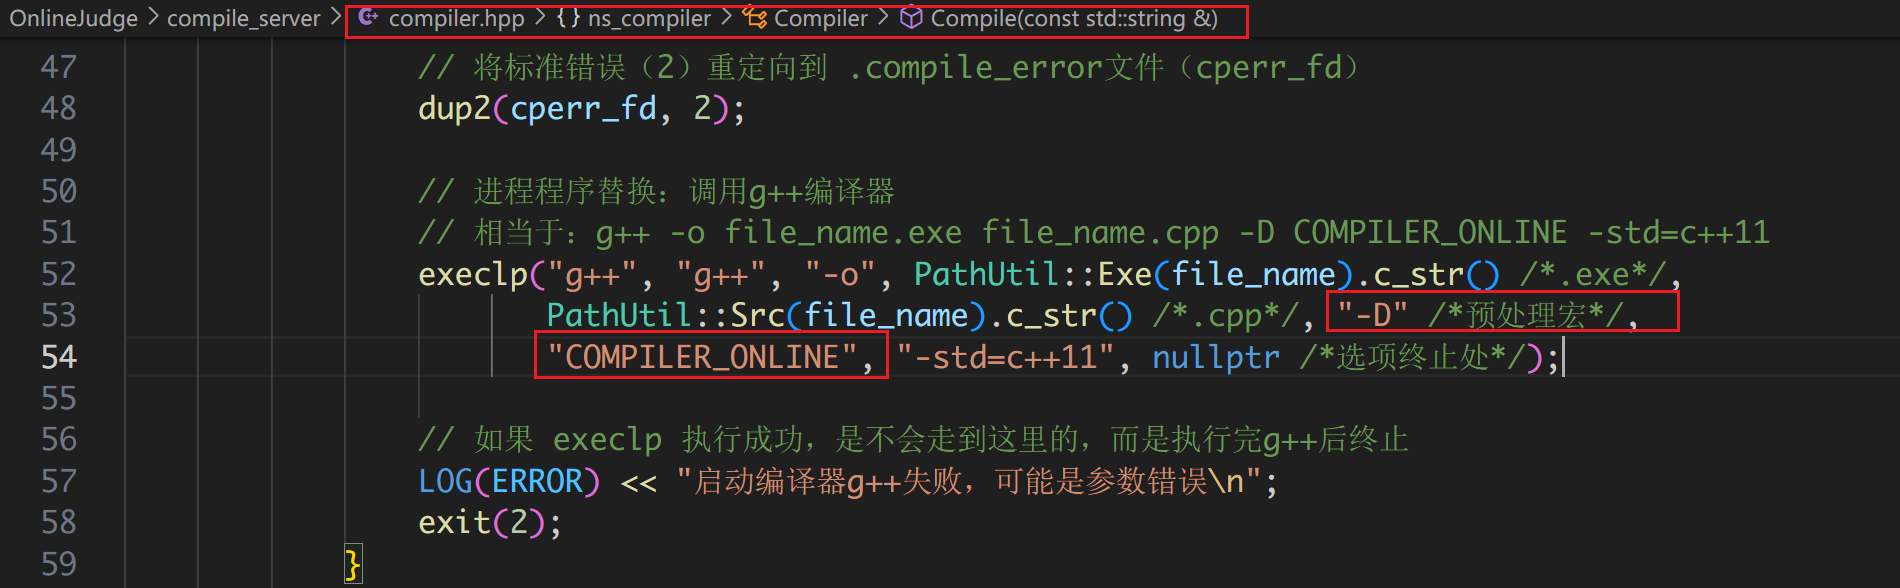 OnlineJudge > compile_server > compiler.hpp > {} ns_compiler > Compiler > Compile(const std::string &)
47 // 将标准错误（2）重定向到 .compile_error文件（cperr_fd）
48 dup2(cperr_fd, 2);
49
50 // 进程程序替换：调用g++编译器
51 // 相当于：g++ -o file_name.exe file_name.cpp -D COMPILER_ONLINE -std=c++11
52 execlp("g++", "g++", "-o", PathUtil::Exe(file_name).c_str() /*.exe*/,
53 PathUtil::Src(file_name).c_str() /*.cpp*/, "-D" /*预处理宏*/,
54 "COMPILER_ONLINE", "-std=c++11", nullptr /*选项终止处*/);
55
56 // 如果 execlp 执行成功，是不会走到这里的，而是执行完g++后终止
57 LOG(ERROR) << "启动编译器g++失败，可能是参数错误\n";
58 exit(2);
59 }